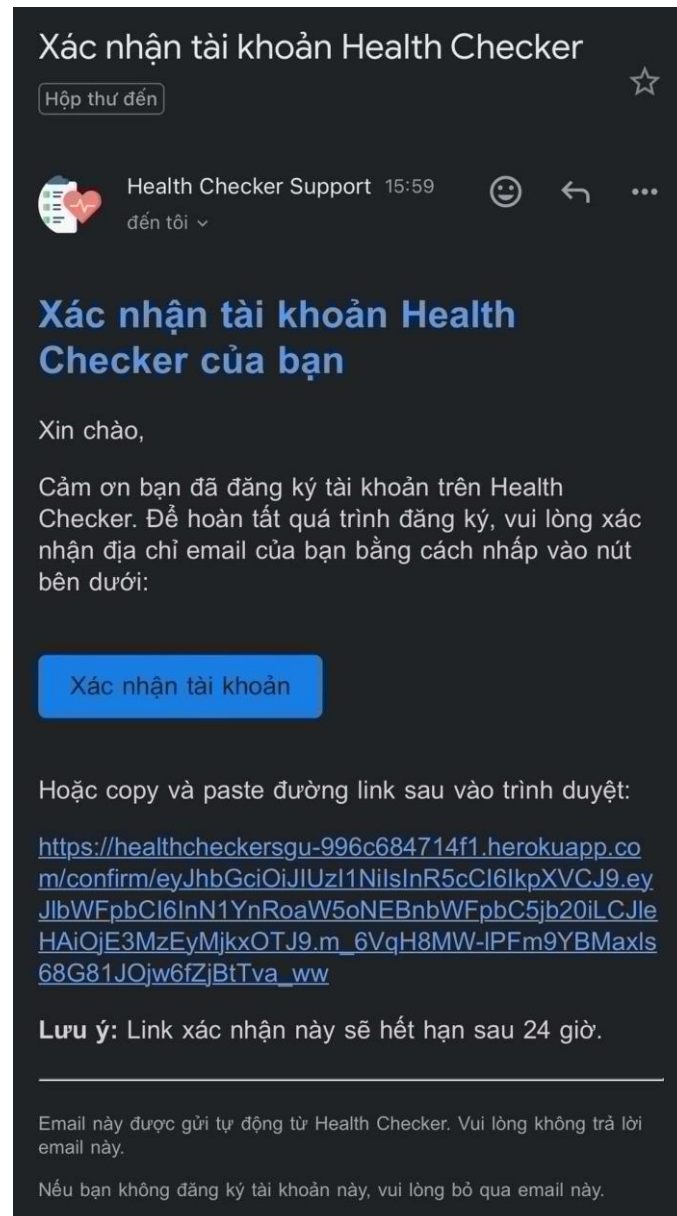 Xác nhận tài khoản Health Checker
Hộp thư đến
Health Checker Support 15:59
đến tôi
Xác nhận tài khoản Health
Checker của bạn
Xin chào,
Cảm ơn bạn đã đăng ký tài khoản trên Health
Checker. Để hoàn tất quá trình đăng ký, vui lòng xác
nhận địa chỉ email của bạn bằng cách nhấp vào nút
bên dưới:
Xác nhận tài khoản
Hoặc copy và paste đường link sau vào trình duyệt:
https://healthcheckersgu-996c684714f1.herokuapp.co
m/confirm/eyJhbGciOiJIUzI1NiIsInR5cCI6IkpXVCJ9.ey
JlbWFpbCI6InN1YnRoaW5oNEBnbWFpbC5jb20iLCJle
HAiOjE3MzEyMjkxOTJ9.m_6VqH8MW-lPFm9YBMaxls
68G81JOjw6fZjBtTva_ww
Lưu ý: Link xác nhận này sẽ hết hạn sau 24 giờ.
Email này được gửi tự động từ Health Checker. Vui lòng không trả lời
email này.
Nếu bạn không đăng ký tài khoản này, vui lòng bỏ qua email này.